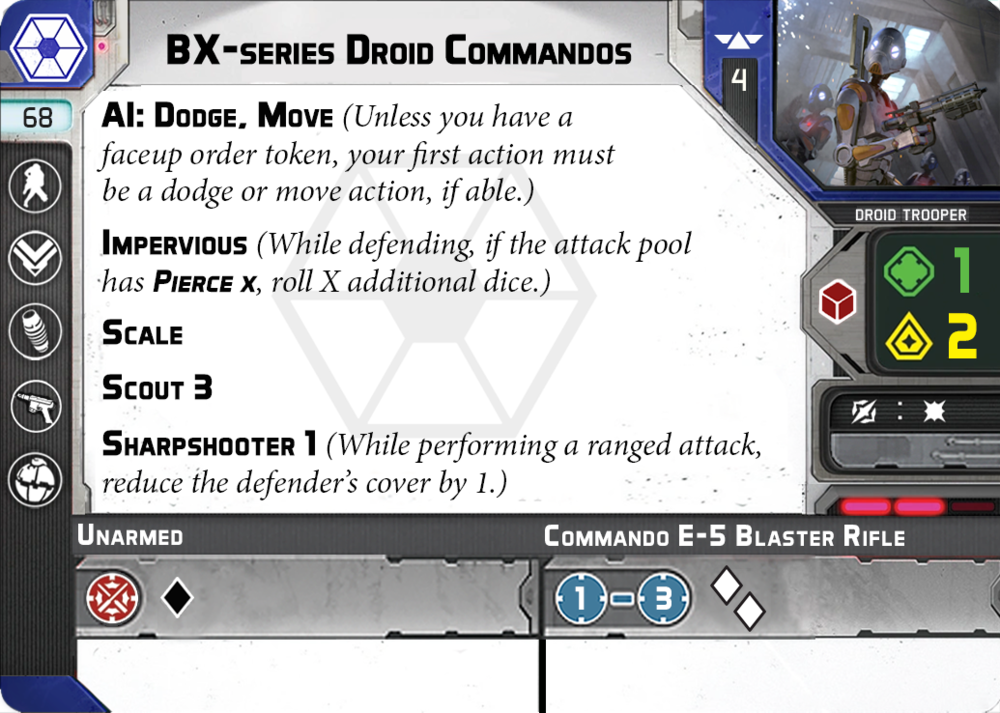 BX-series Droid Commandos
4
68
AI: Dodge, Move (Unless you have a
faceup order token, your first action must
be a dodge or move action, if able.)
Impervious (While defending, if the attack pool
has Pierce x, roll X additional dice.)
Scale
Scout 3
Sharpshooter 1 (While performing a ranged attack,
reduce the defender's cover by 1.)
DROID TROOPER
1
2
:
Unarmed
Commando E-5 Blaster Rifle
1-3